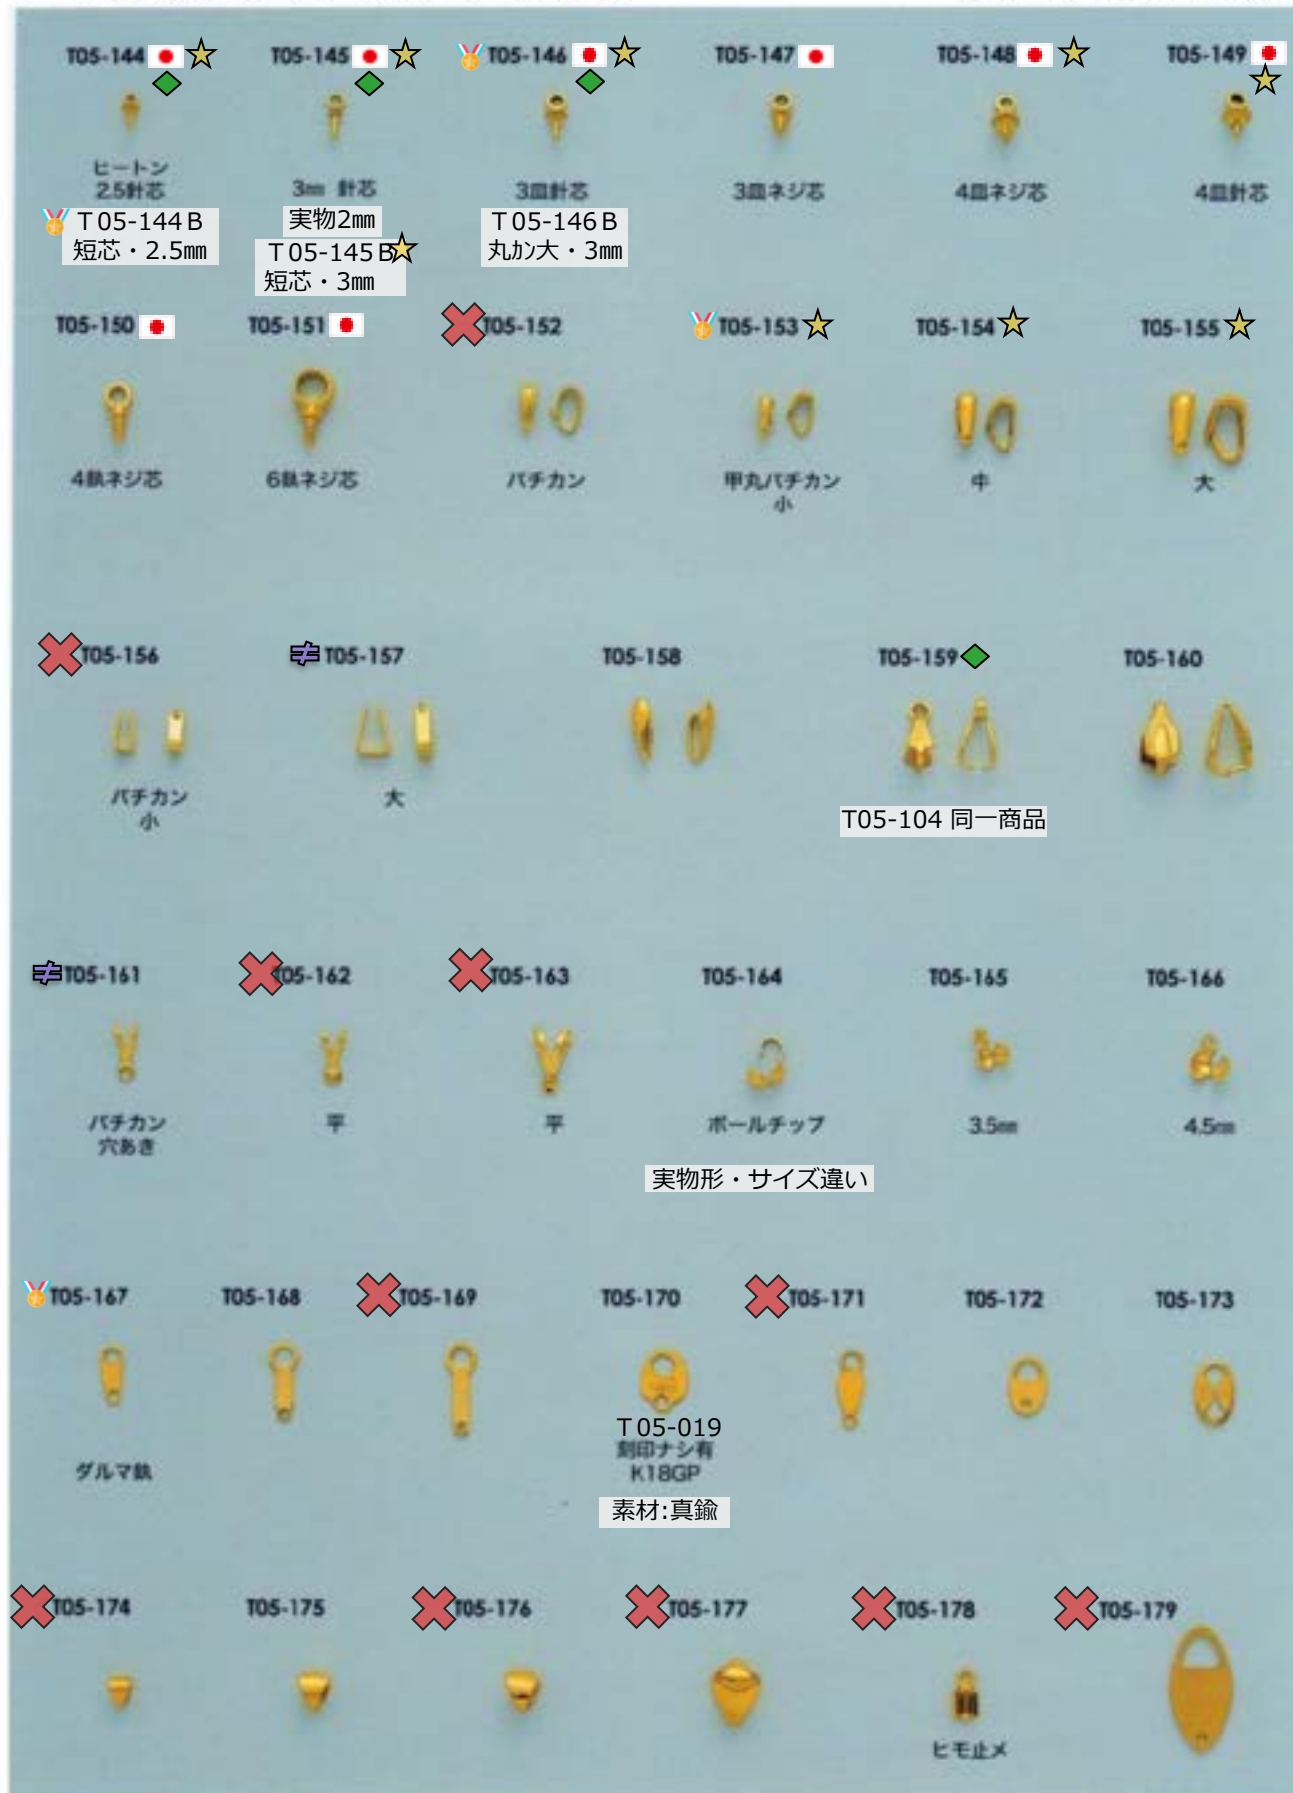 T05-144
T05-145
T05-146
T05-147
T05-148
T05-149
ヒートン
2.5針芯
3㎜ 針芯
3皿針芯
3皿ネジ芯
4皿ネジ芯
4皿針芯
T05-144B
短芯・2.5㎜
実物2㎜
T05-145B
短芯・3㎜
T05-146B
丸カン大・3㎜
T05-150
T05-151
T05-152
T05-153
T05-154
T05-155
ネジ芯
ネジ芯
バチカン
甲丸バチカン
小
中
大
T05-156
≠T05-157
T05-158
T05-159
T05-160
バチカン
小
大
T05-104 同一商品
≠T05-161
T05-162
T05-163
T05-164
T05-165
T05-166
バチカン
穴あき
平
平
ボールチップ
3.5㎜
4.5㎜
実物形・サイズ違い
T05-167
T05-168
T05-169
T05-170
T05-171
T05-172
T05-173
ダルマ
T05-019
刻印ナシ有
K18GP
素材:真鍮
T05-174
T05-175
T05-176
T05-177
T05-178
T05-179
ヒモ止メ